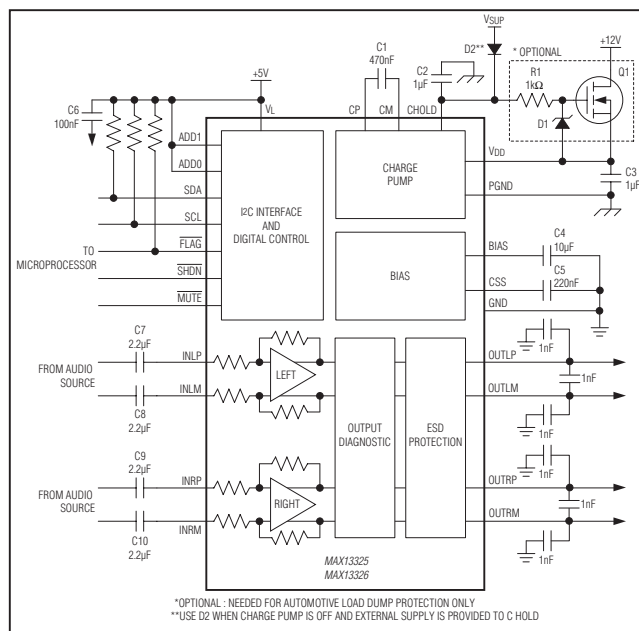 VSUP
D2**
* OPTIONAL
+12V
C1
470nF
C2
1µF
R1
1kΩ
Q1
D1
+5V
C6
100nF
VL
CP
CM
CHOLD
ADD1
ADD0
SDA
SCL
FLAG
TO
MICROPROCESSOR
SHDN
MUTE
I2C INTERFACE
AND
DIGITAL CONTROL
CHARGE
PUMP
VDD
PGND
C3
1µF
BIAS
BIAS
C4
10µF
CSS
C5
220nF
GND
C7
2.2µF
FROM AUDIO
SOURCE
INLP
INLM
C8
2.2µF
LEFT
C9
2.2µF
FROM AUDIO
SOURCE
INRP
INRM
C10
2.2µF
RIGHT
OUTPUT
DIAGNOSTIC
ESD
PROTECTION
1nF
OUTLP
1nF
OUTLM
1nF
1nF
OUTRP
1nF
OUTRM
1nF
MAX13325
MAX13326
*OPTIONAL : NEEDED FOR AUTOMOTIVE LOAD DUMP PROTECTION ONLY
**USE D2 WHEN CHARGE PUMP IS OFF AND EXTERNAL SUPPLY IS PROVIDED TO C HOLD